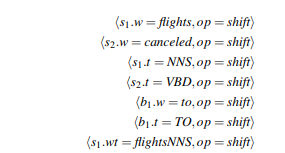 ⟨s₁.w = flights, op = shift⟩
⟨s₂.w = canceled, op = shift⟩
⟨s₁.t = NNS, op = shift⟩
⟨s₂.t = VBD, op = shift⟩
⟨b₁.w = to, op = shift⟩
⟨b₁.t = TO, op = shift⟩
⟨s₁.wt = flightsNNS, op = shift⟩